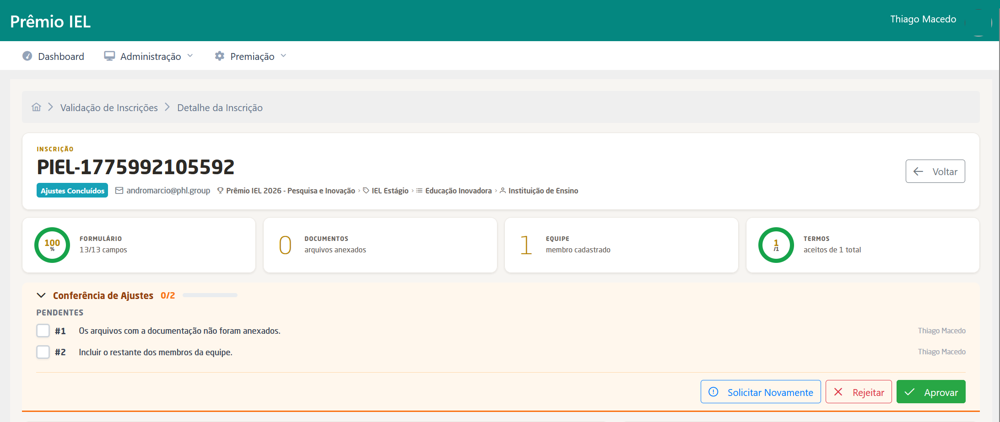 Prêmio IEL
Thiago Macedo
Dashboard
Administração
Premiação
Validação de Inscrições
Detalhe da Inscrição
INSCRIÇÃO
PIEL-1775992105592
Voltar
Ajustes Concluídos
andromarcio@phl.group
Prêmio IEL 2026 - Pesquisa e Inovação › IEL Estágio › Educação Inovadora › Instituição de Ensino
100
%
FORMULÁRIO
13/13 campos
0
DOCUMENTOS
arquivos anexados
1
EQUIPE
membro cadastrado
1
/1
TERMOS
aceitos de 1 total
Conferência de Ajustes 0/2
PENDENTES
#1 Os arquivos com a documentação não foram anexados. Thiago Macedo
#2 Incluir o restante dos membros da equipe. Thiago Macedo
Solicitar Novamente
Rejeitar
Aprovar